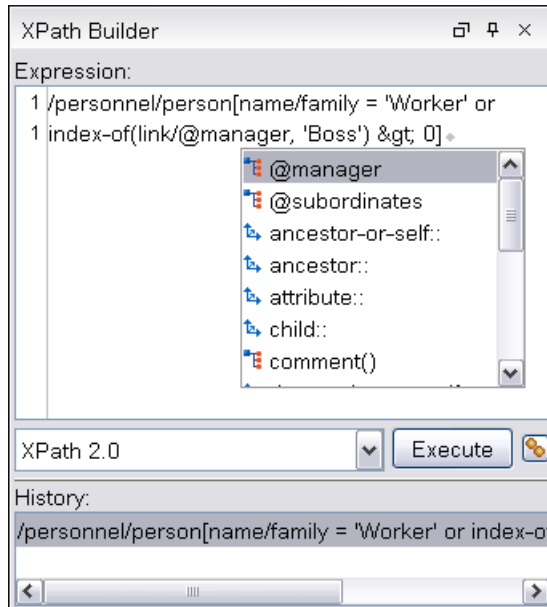 XPath Builder
Expression:
1 /personnel/person[name/family = 'Worker' or
1 index-of(link/@manager, 'Boss') &gt; 0]
@manager
@subordinates
ancestor-or-self::
ancestor::
attribute::
child::
comment()
XPath 2.0
Execute
History:
/personnel/person[name/family = 'Worker' or index-o